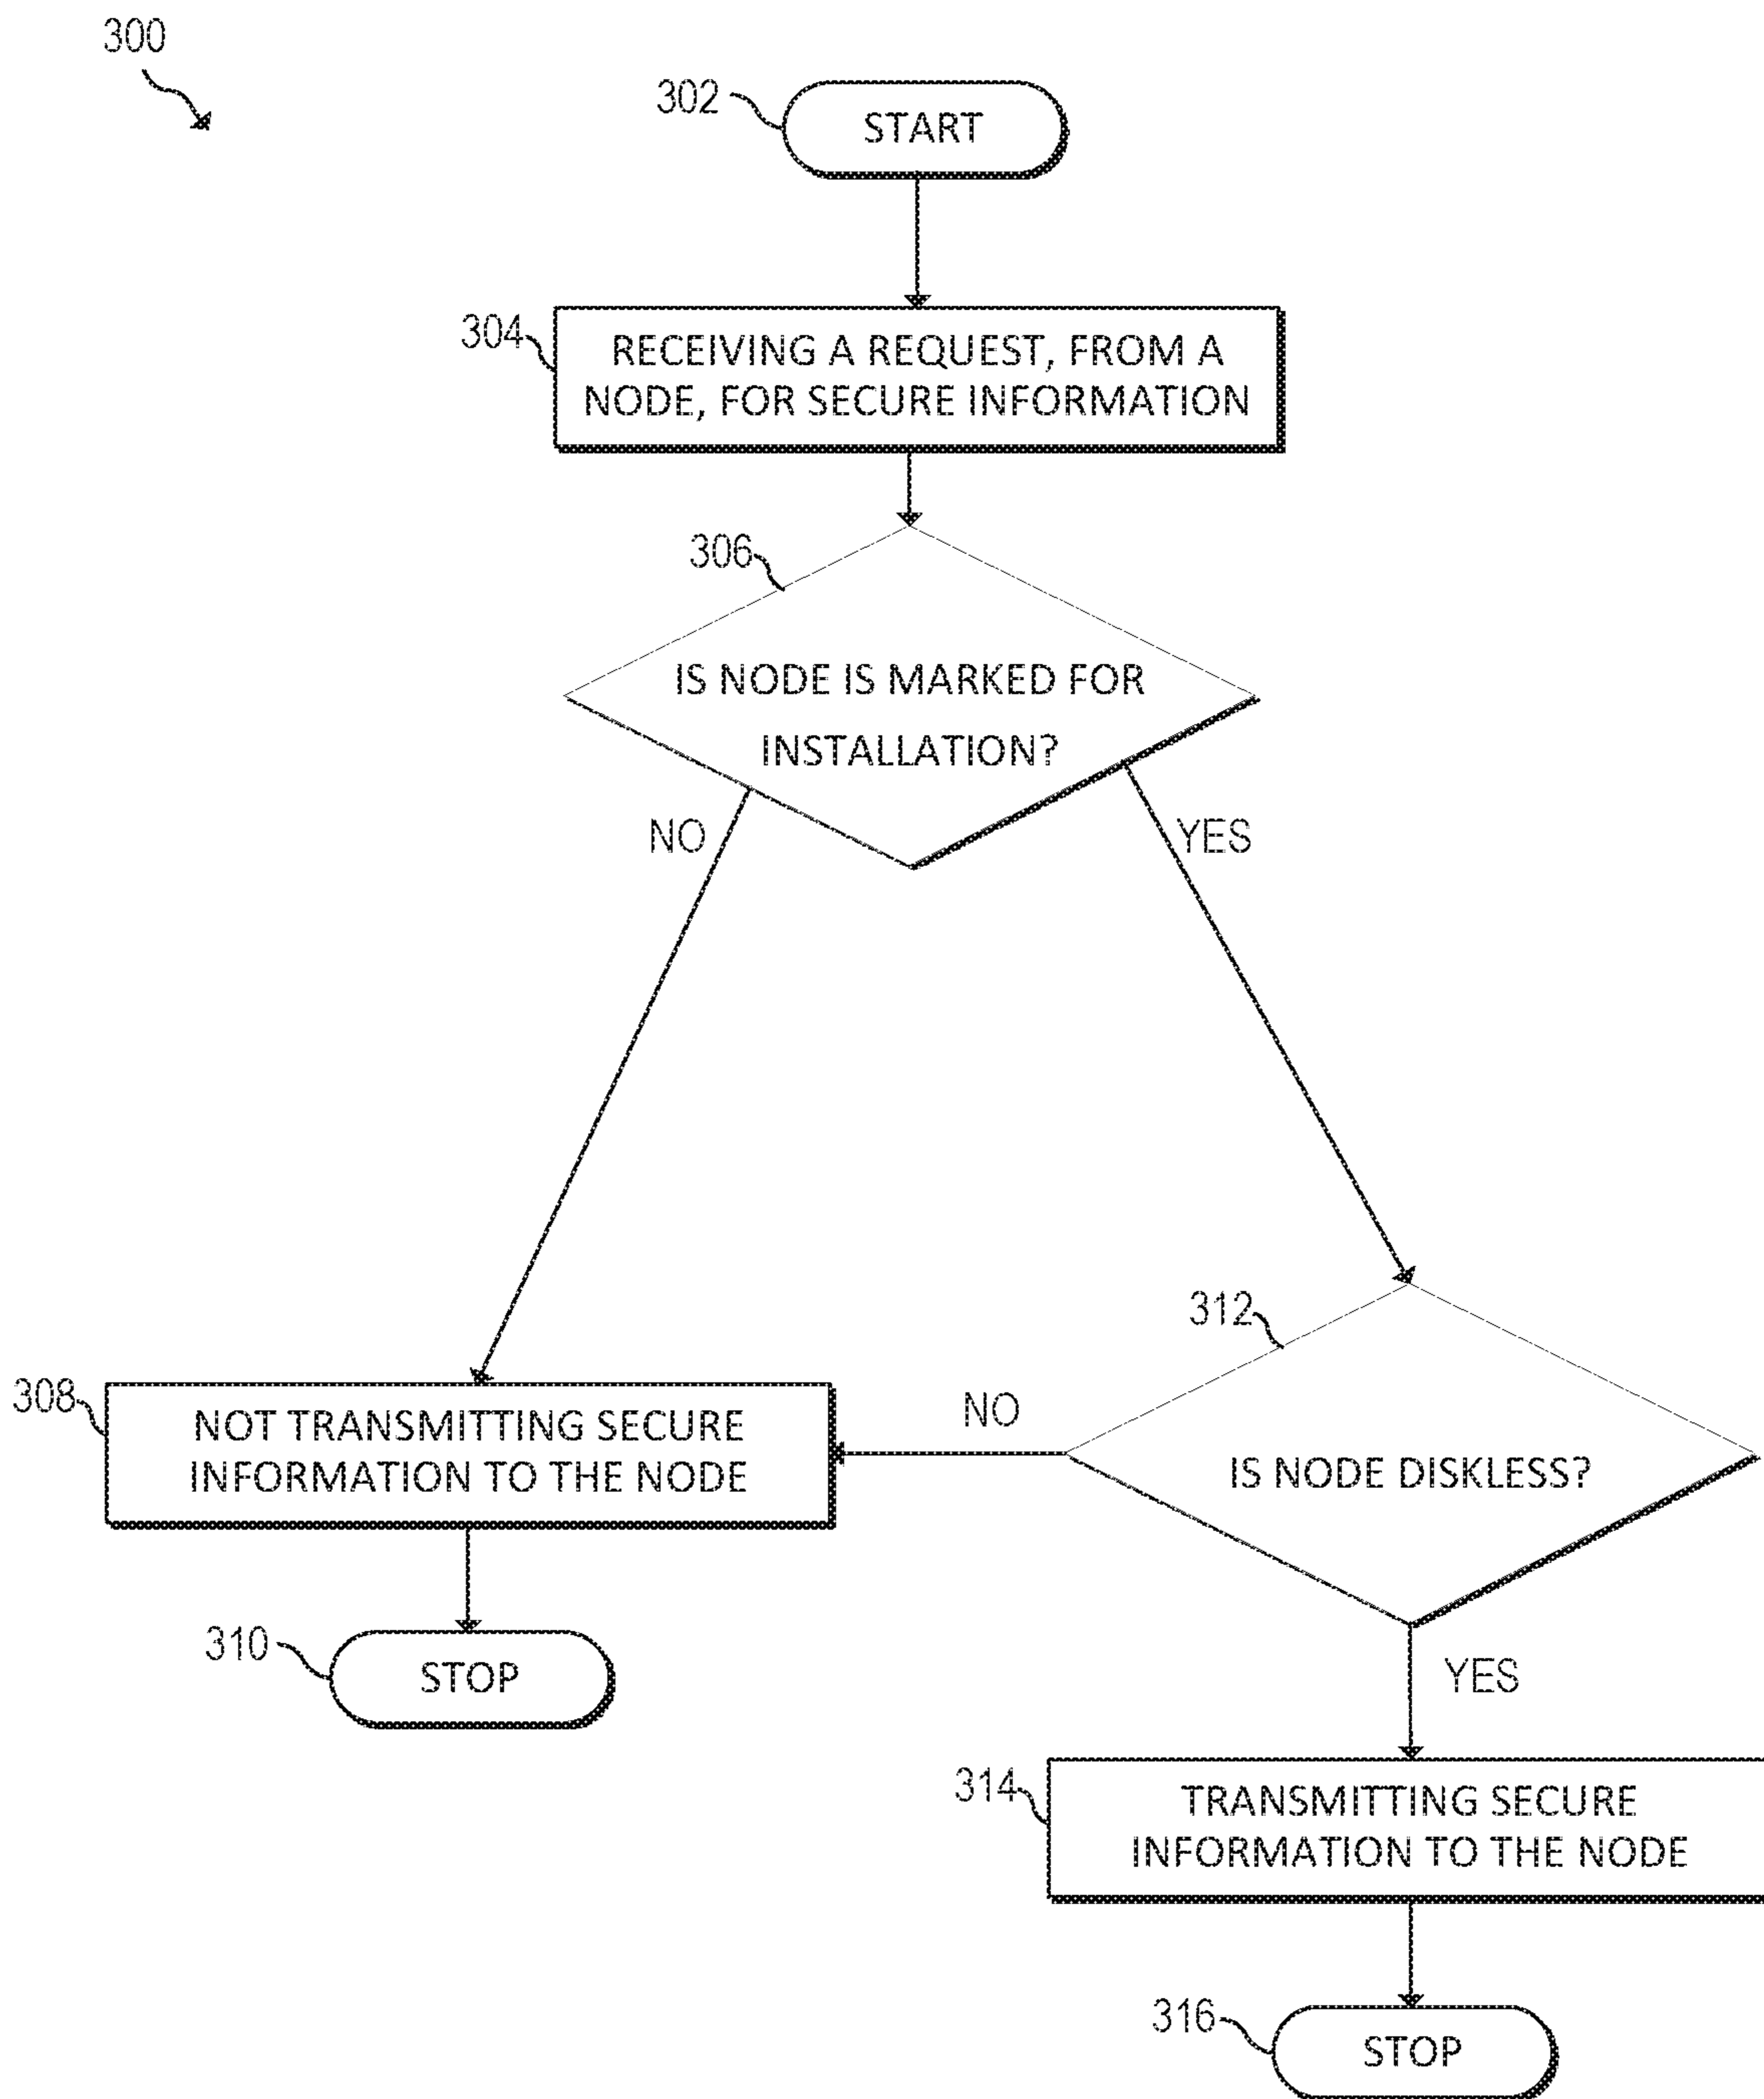 300
302
START
304
RECEIVING A REQUEST, FROM A
NODE, FOR SECURE INFORMATION
306
IS NODE IS MARKED FOR
INSTALLATION?
NO
YES
312
308
NOT TRANSMITTING SECURE
INFORMATION TO THE NODE
NO
IS NODE DISKLESS?
310
STOP
YES
314
TRANSMITTING SECURE
INFORMATION TO THE NODE
316
STOP